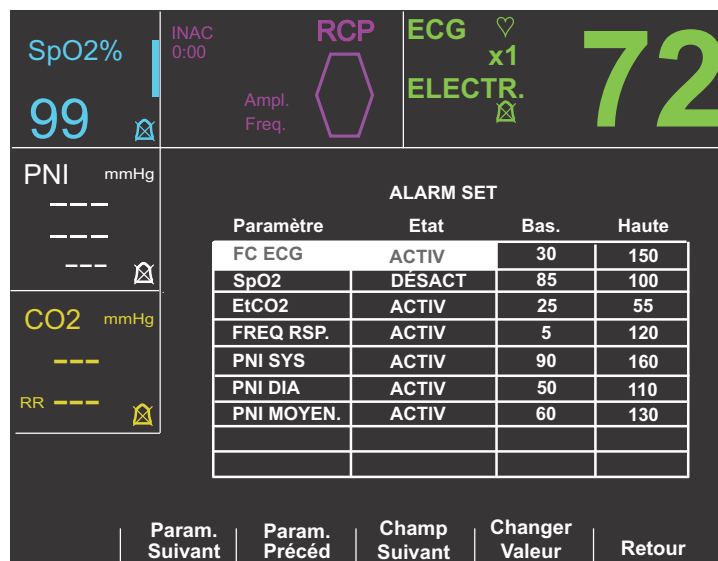 SpO2%
99
INAC
0:00
RCP
Ampl.
Freq.
ECG
x1
ELECTR.
72
PNI mmHg
---
---
---
CO2 mmHg
---
RR ---
ALARM SET
Paramètre Etat Bas. Haute
FC ECG ACTIV 30 150
SpO2 DÉSACT 85 100
EtCO2 ACTIV 25 55
FREQ RSP. ACTIV 5 120
PNI SYS ACTIV 90 160
PNI DIA ACTIV 50 110
PNI MOYEN. ACTIV 60 130
Param. Suivant
Param. Précéd
Champ Suivant
Changer Valeur
Retour